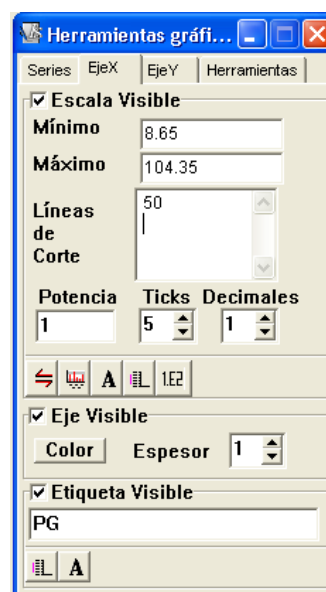 Herramientas gráfi...
Series EjeX EjeY Herramientas
Escala Visible
Mínimo 8.65
Máximo 104.35
Líneas de Corte 50
Potencia Ticks Decimales
1 5 1
A 1.E2
Eje Visible
Color Espesor 1
Etiqueta Visible
PG
A